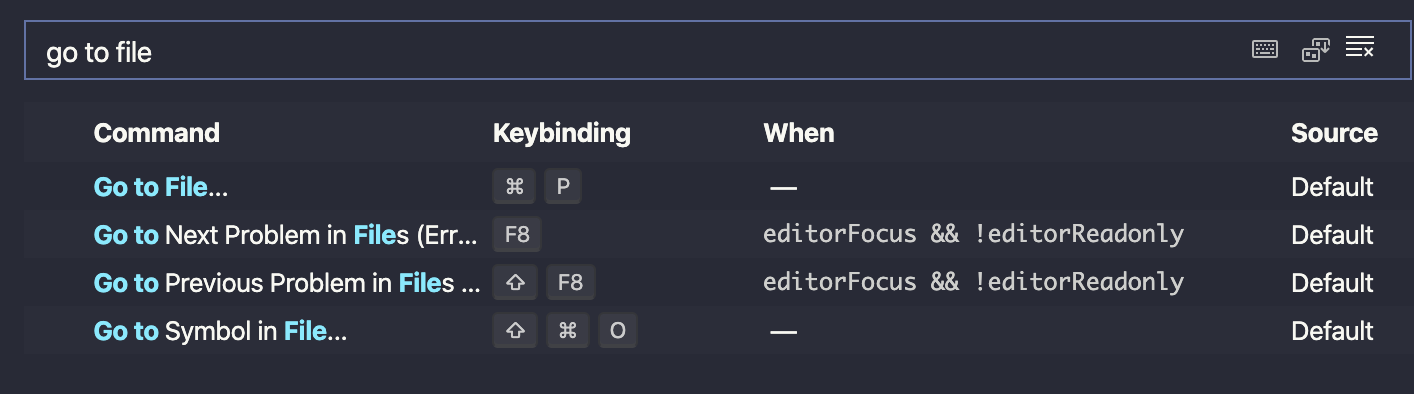 go to file
Command Keybinding When Source
Go to File... ⌘ P — Default
Go to Next Problem in Files (Err... F8 editorFocus && !editorReadonly Default
Go to Previous Problem in Files ... ⇧ F8 editorFocus && !editorReadonly Default
Go to Symbol in File... ⇧ ⌘ O — Default